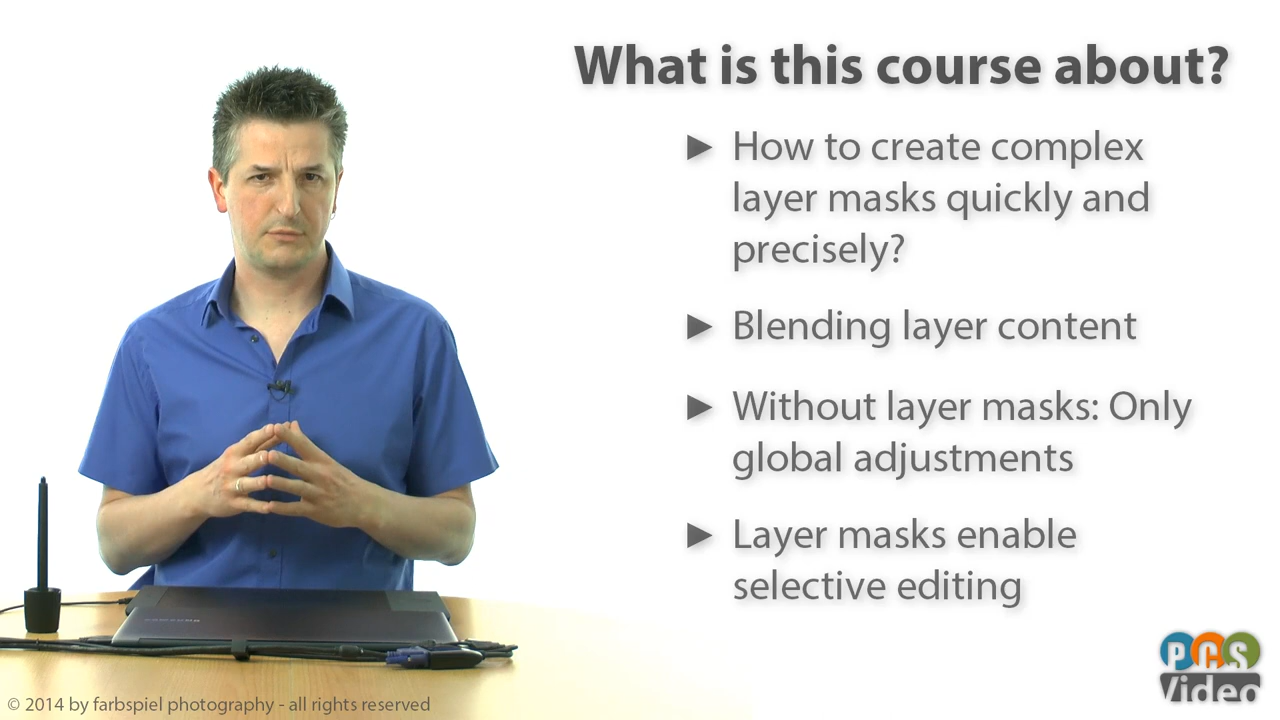 What is this course about?
► How to create complex
layer masks quickly and
precisely?
► Blending layer content
► Without layer masks: Only
global adjustments
► Layer masks enable
selective editing
SAMSUNG
PCS
Video
© 2014 by farbspiel photography - all rights reserved